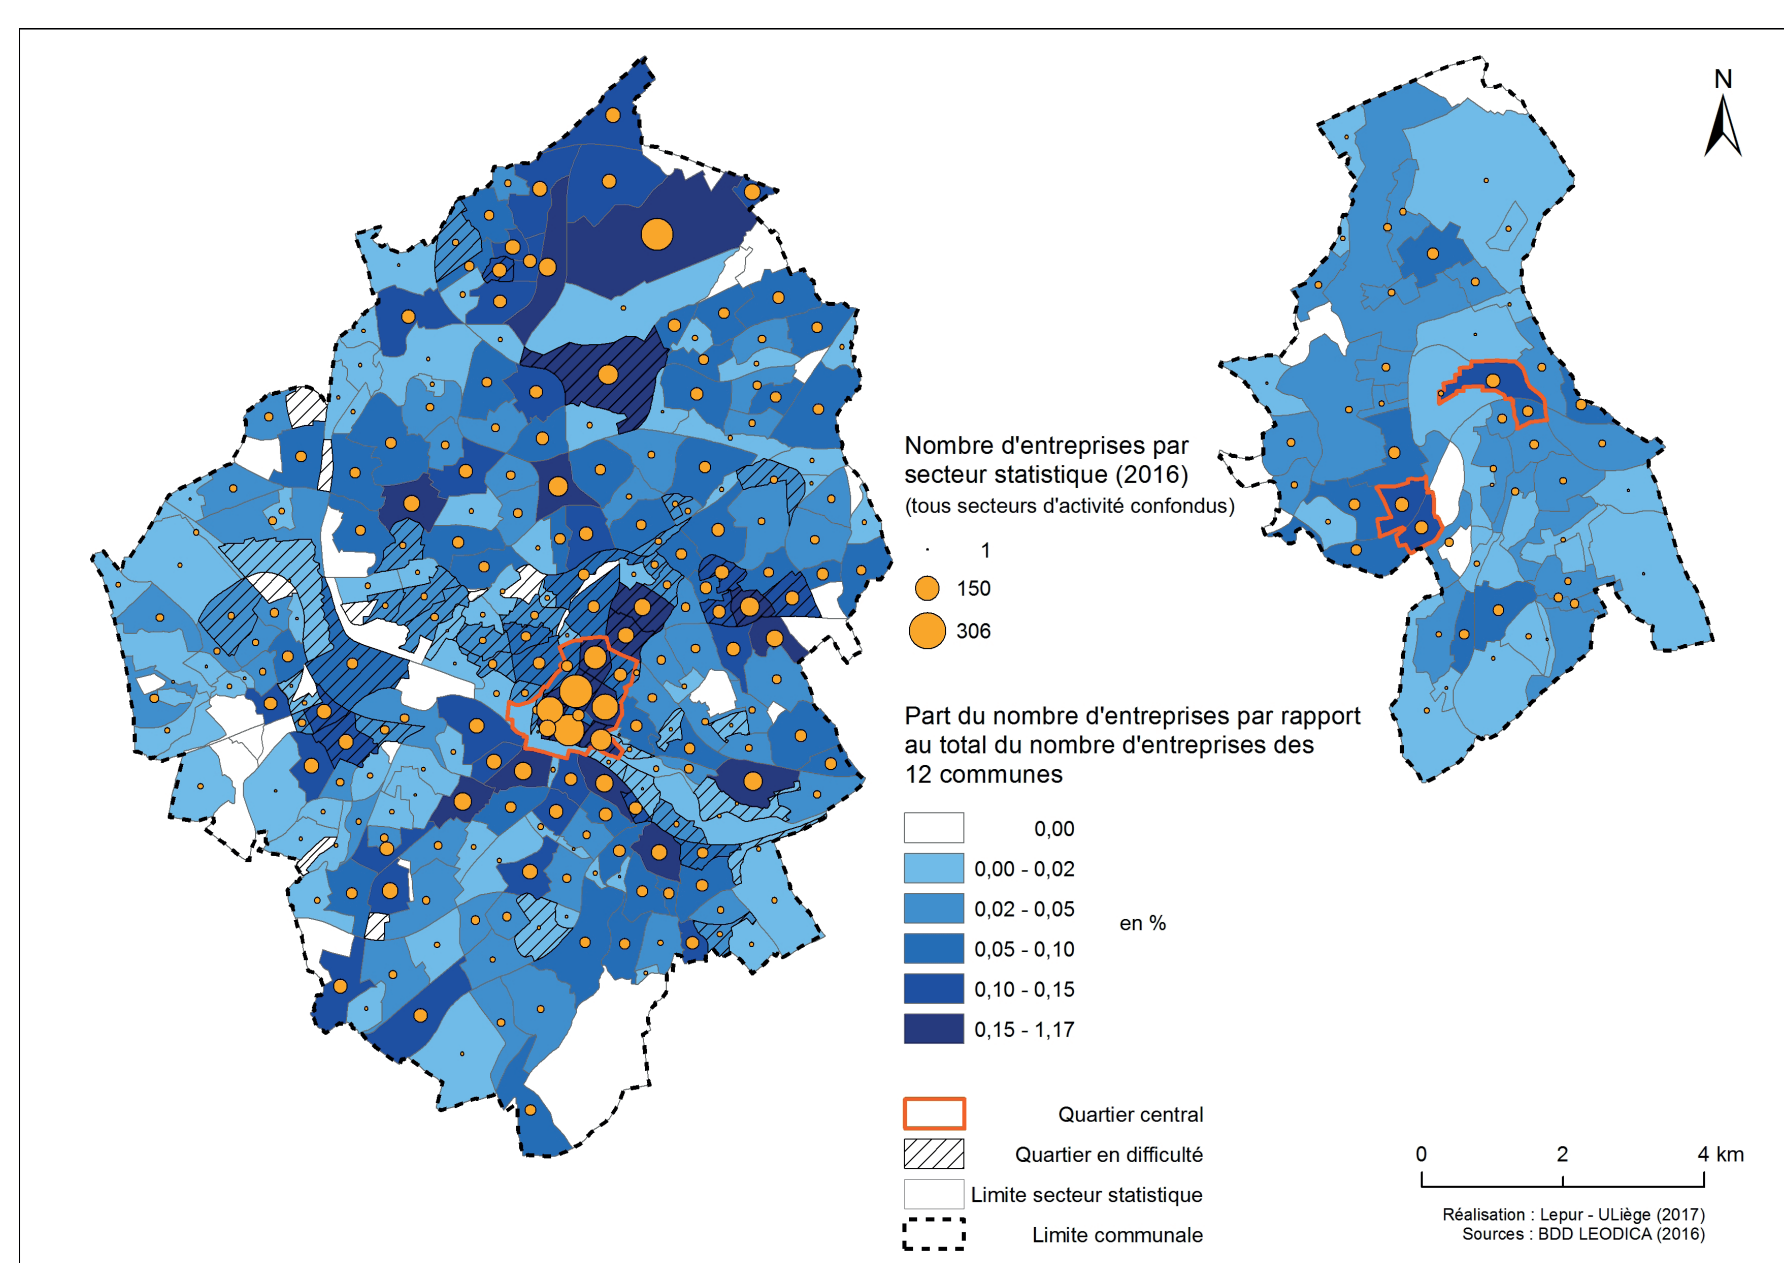 N
Nombre d'entreprises par
secteur statistique (2016)
(tous secteurs d'activité confondus)
1
150
306
Part du nombre d'entreprises par rapport
au total du nombre d'entreprises des
12 communes
0,00
0,00 - 0,02
0,02 - 0,05
en %
0,05 - 0,10
0,10 - 0,15
0,15 - 1,17
Quartier central
Quartier en difficulté
Limite secteur statistique
Limite communale
0 2 4 km
Réalisation : Lepur - ULiège (2017)
Sources : BDD LEODICA (2016)